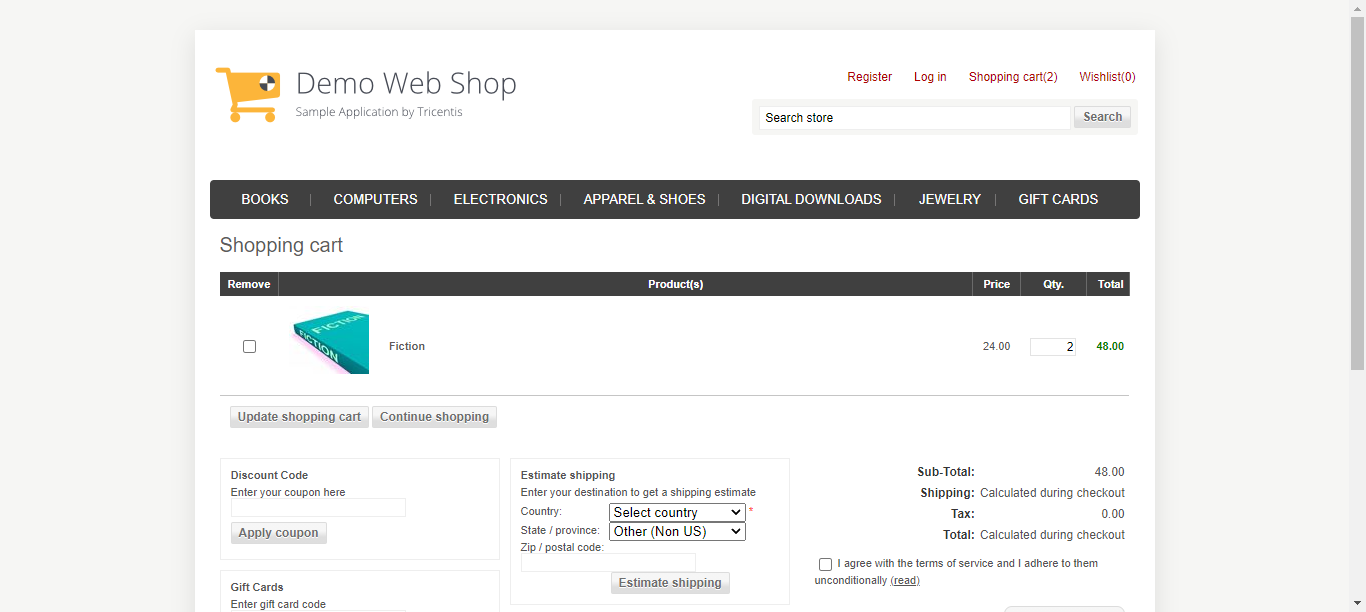 Demo Web Shop
Sample Application by Tricentis
Register Log in Shopping cart(2) Wishlist(0)
Search store Search
BOOKS COMPUTERS ELECTRONICS APPAREL & SHOES DIGITAL DOWNLOADS JEWELRY GIFT CARDS
Shopping cart
Remove Product(s) Price Qty. Total
FICTION
FICTION
Fiction 24.00 2 48.00
Update shopping cart Continue shopping
Discount Code
Enter your coupon here
Apply coupon
Gift Cards
Enter gift card code
Estimate shipping
Enter your destination to get a shipping estimate
Country: Select country *
State / province: Other (Non US)
Zip / postal code:
Estimate shipping
Sub-Total: 48.00
Shipping: Calculated during checkout
Tax: 0.00
Total: Calculated during checkout
I agree with the terms of service and I adhere to them
unconditionally (read)